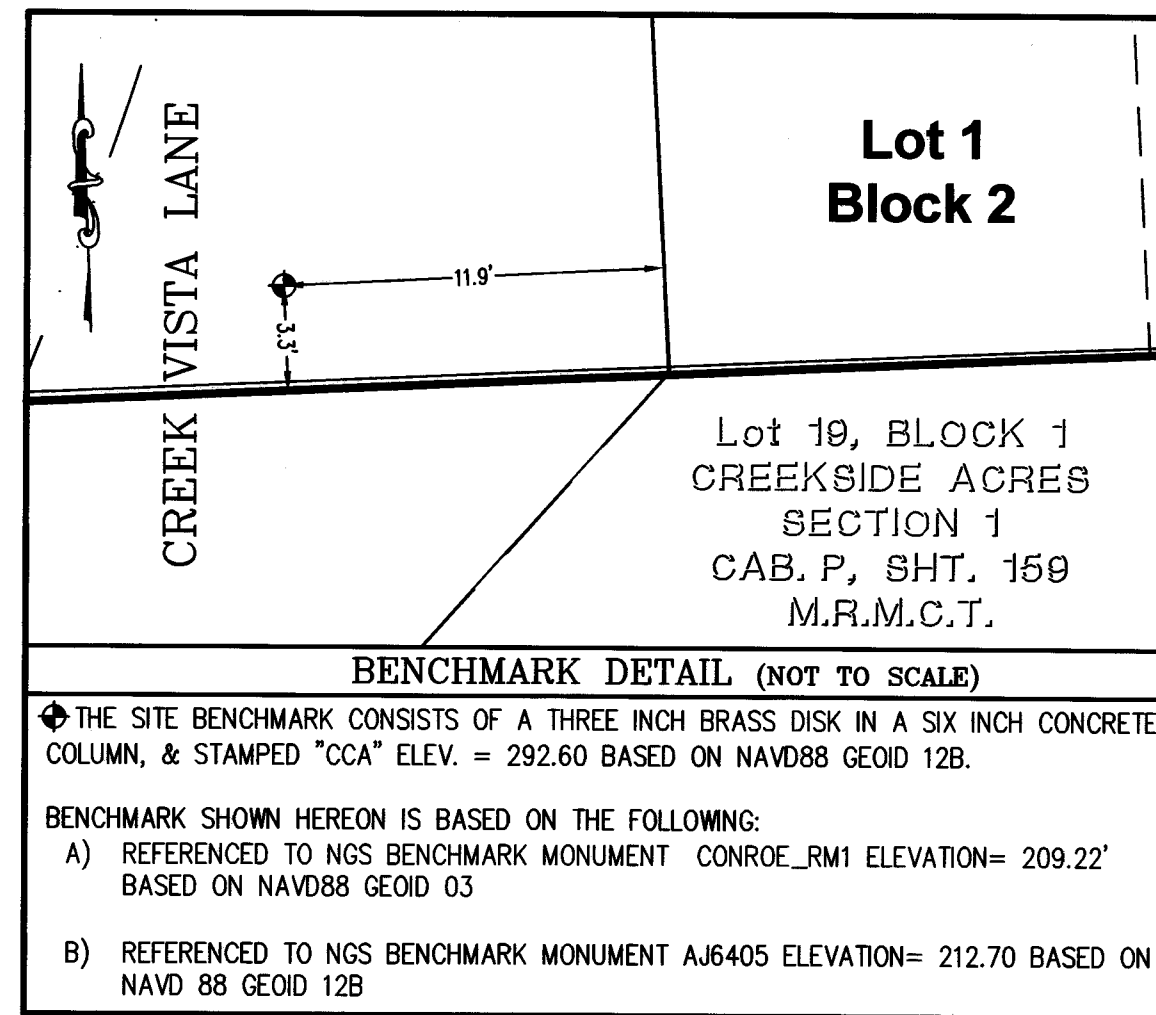 CREEK VISTA LANE
Lot 1
Block 2
11.9'
3.3'
Lot 19, BLOCK 1
CREEKSIDE ACRES
SECTION 1
CAB. P, SHT. 159
M.R.M.C.T.
BENCHMARK DETAIL (NOT TO SCALE)
THE SITE BENCHMARK CONSISTS OF A THREE INCH BRASS DISK IN A SIX INCH CONCRETE
COLUMN, & STAMPED "CCA" ELEV. = 292.60 BASED ON NAVD88 GEOID 12B.
BENCHMARK SHOWN HEREON IS BASED ON THE FOLLOWING:
A) REFERENCED TO NGS BENCHMARK MONUMENT CONROE_RM1 ELEVATION= 209.22'
BASED ON NAVD88 GEOID 03
B) REFERENCED TO NGS BENCHMARK MONUMENT AJ6405 ELEVATION= 212.70 BASED ON
NAVD 88 GEOID 12B